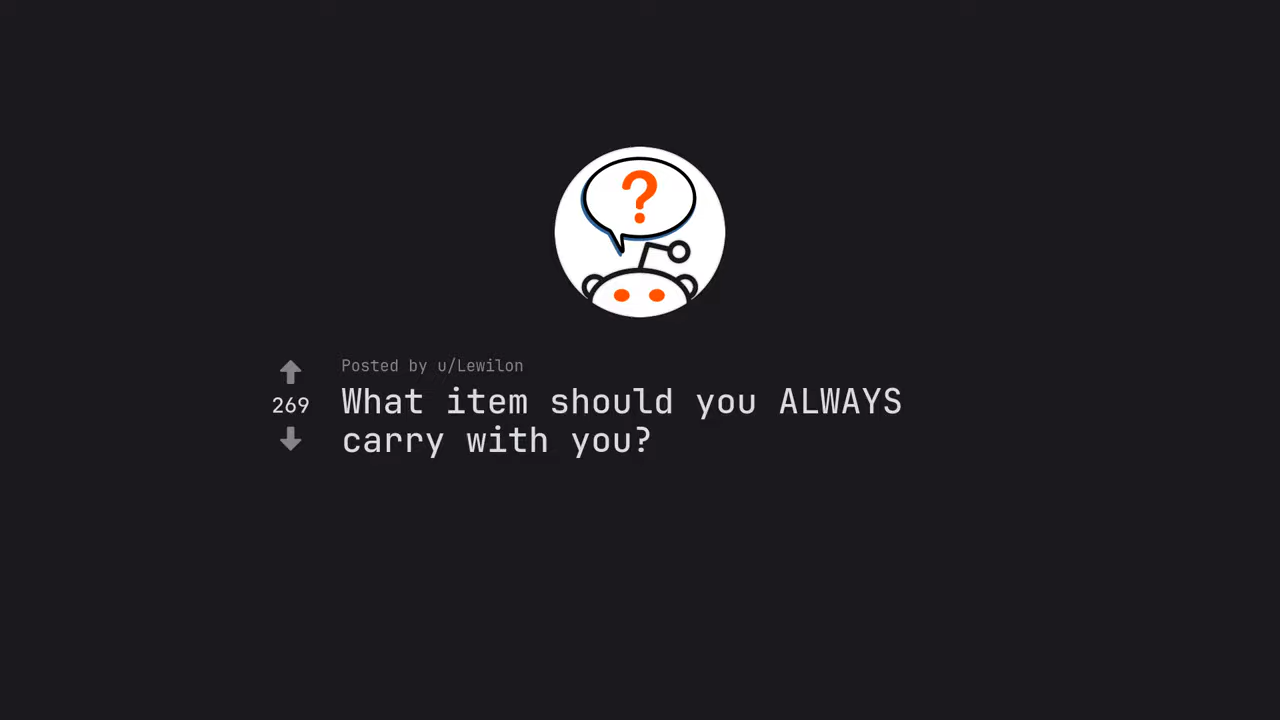 ?
Posted by u/Lewilon
269
What item should you ALWAYS
carry with you?